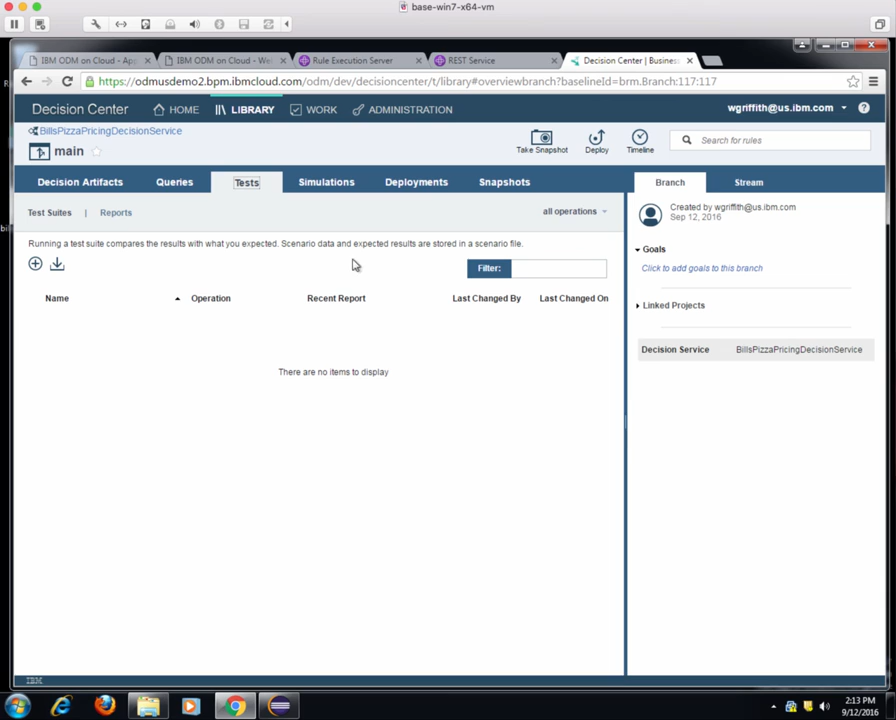 base-win7-x64-vm
IBM ODM on Cloud - App
IBM ODM on Cloud - We
Rule Execution Server
REST Service
Decision Center | Busines
https://odmusdemo2.bpm.ibmcloud.com/odm/dev/decisioncenter/t/library#overviewbranch?baselineId=brm.Branch:117:117
Decision Center
HOME
LIBRARY
WORK
ADMINISTRATION
wgriffith@us.ibm.com
BillsPizzaPricingDecisionService
main
Take Snapshot
Deploy
Timeline
Search for rules
Decision Artifacts
Queries
Tests
Simulations
Deployments
Snapshots
Branch
Stream
Test Suites | Reports
all operations
Created by wgriffith@us.ibm.com
Sep 12, 2016
Running a test suite compares the results with what you expected. Scenario data and expected results are stored in a scenario file.
Goals
Filter:
Click to add goals to this branch
Name
Operation
Recent Report
Last Changed By
Last Changed On
Linked Projects
Decision Service
BillsPizzaPricingDecisionService
There are no items to display
IBM
2:13 PM
9/12/2016